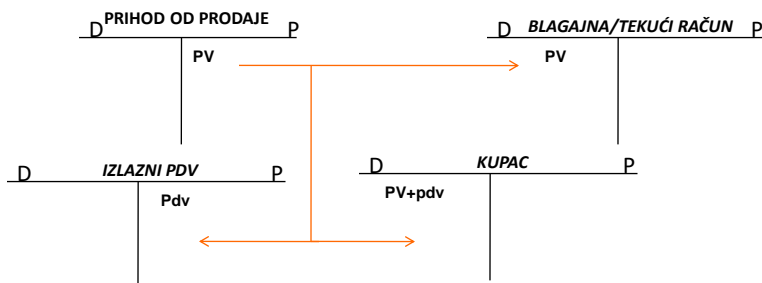 D PRIHOD OD PRODAJE P
PV
D BLAGAJNA/TEKUĆI RAČUN P
PV
D IZLAZNI PDV P
Pdv
D KUPAC P
PV+pdv